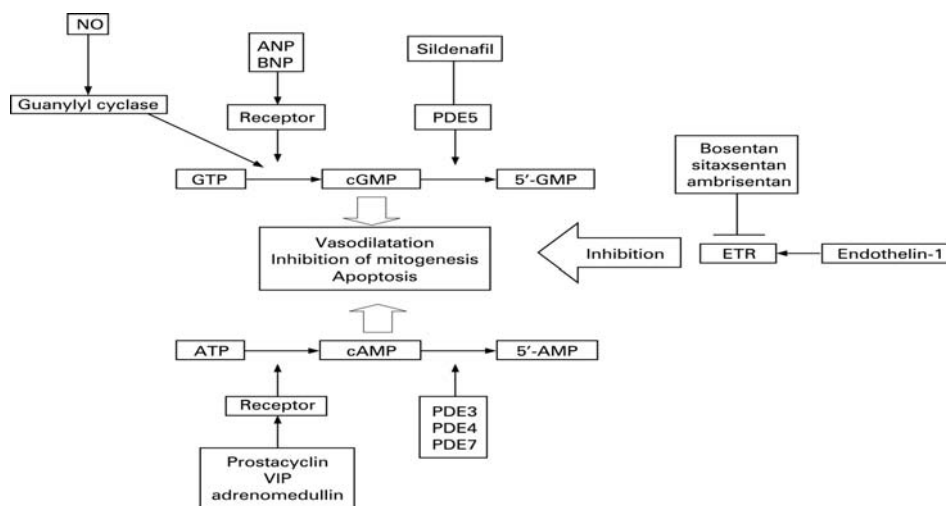 NO
ANP
BNP
Sildenafil
Guanylyl cyclase
Receptor
PDE5
Bosentan
sitaxsentan
ambrisentan
GTP
cGMP
5′-GMP
Vasodilatation
Inhibition of mitogenesis
Apoptosis
Inhibition
ETR
Endothelin-1
ATP
cAMP
5′-AMP
Receptor
PDE3
PDE4
PDE7
Prostacyclin
VIP
adrenomedullin